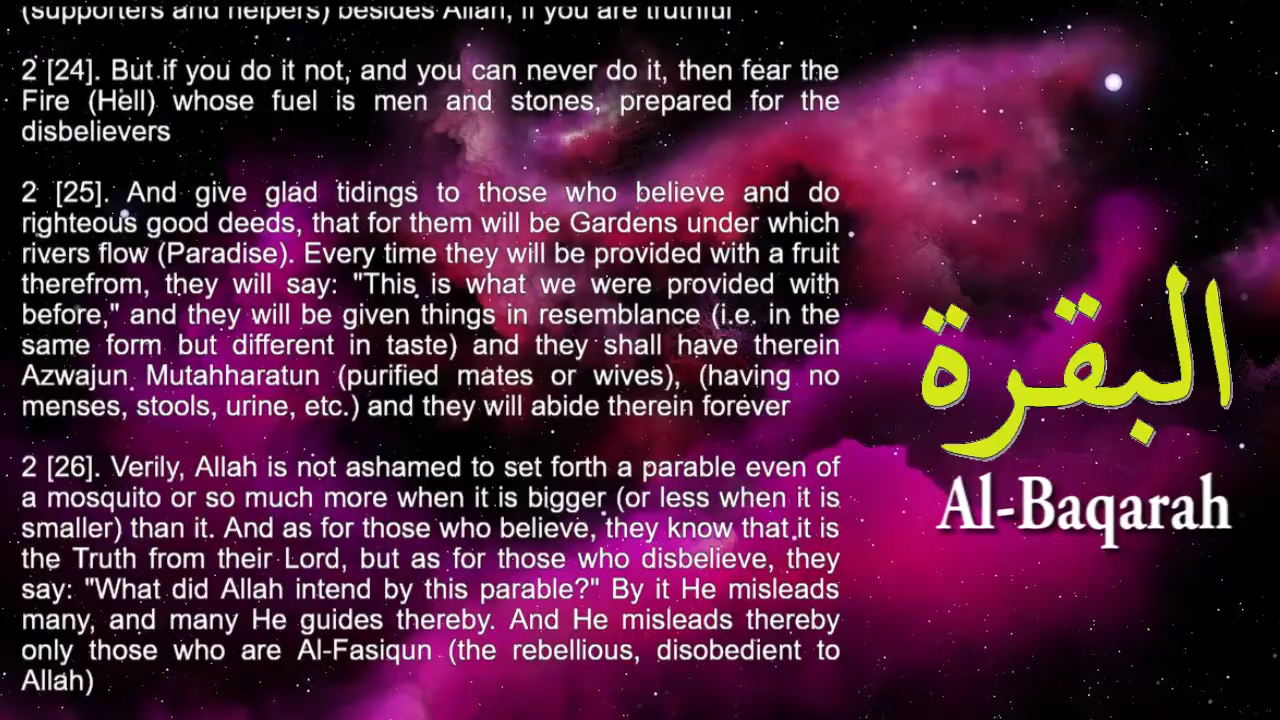 (supporters and helpers) besides Allah, if you are truthful
2 [24]. But if you do it not, and you can never do it, then fear the
Fire (Hell) whose fuel is men and stones, prepared for the
disbelievers
2 [25]. And give glad tidings to those who believe and do
righteous good deeds, that for them will be Gardens under which
rivers flow (Paradise). Every time they will be provided with a fruit
therefrom, they will say: "This is what we were provided with
before," and they will be given things in resemblance (i.e. in the
same form but different in taste) and they shall have therein
Azwajun Mutahharatun (purified mates or wives), (having no
menses, stools, urine, etc.) and they will abide therein forever
2 [26]. Verily, Allah is not ashamed to set forth a parable even of
a mosquito or so much more when it is bigger (or less when it is
smaller) than it. And as for those who believe, they know that it is
the Truth from their Lord, but as for those who disbelieve, they
say: "What did Allah intend by this parable?" By it He misleads
many, and many He guides thereby. And He misleads thereby
only those who are Al-Fasiqun (the rebellious, disobedient to
Allah)
البقرة
Al-Baqarah